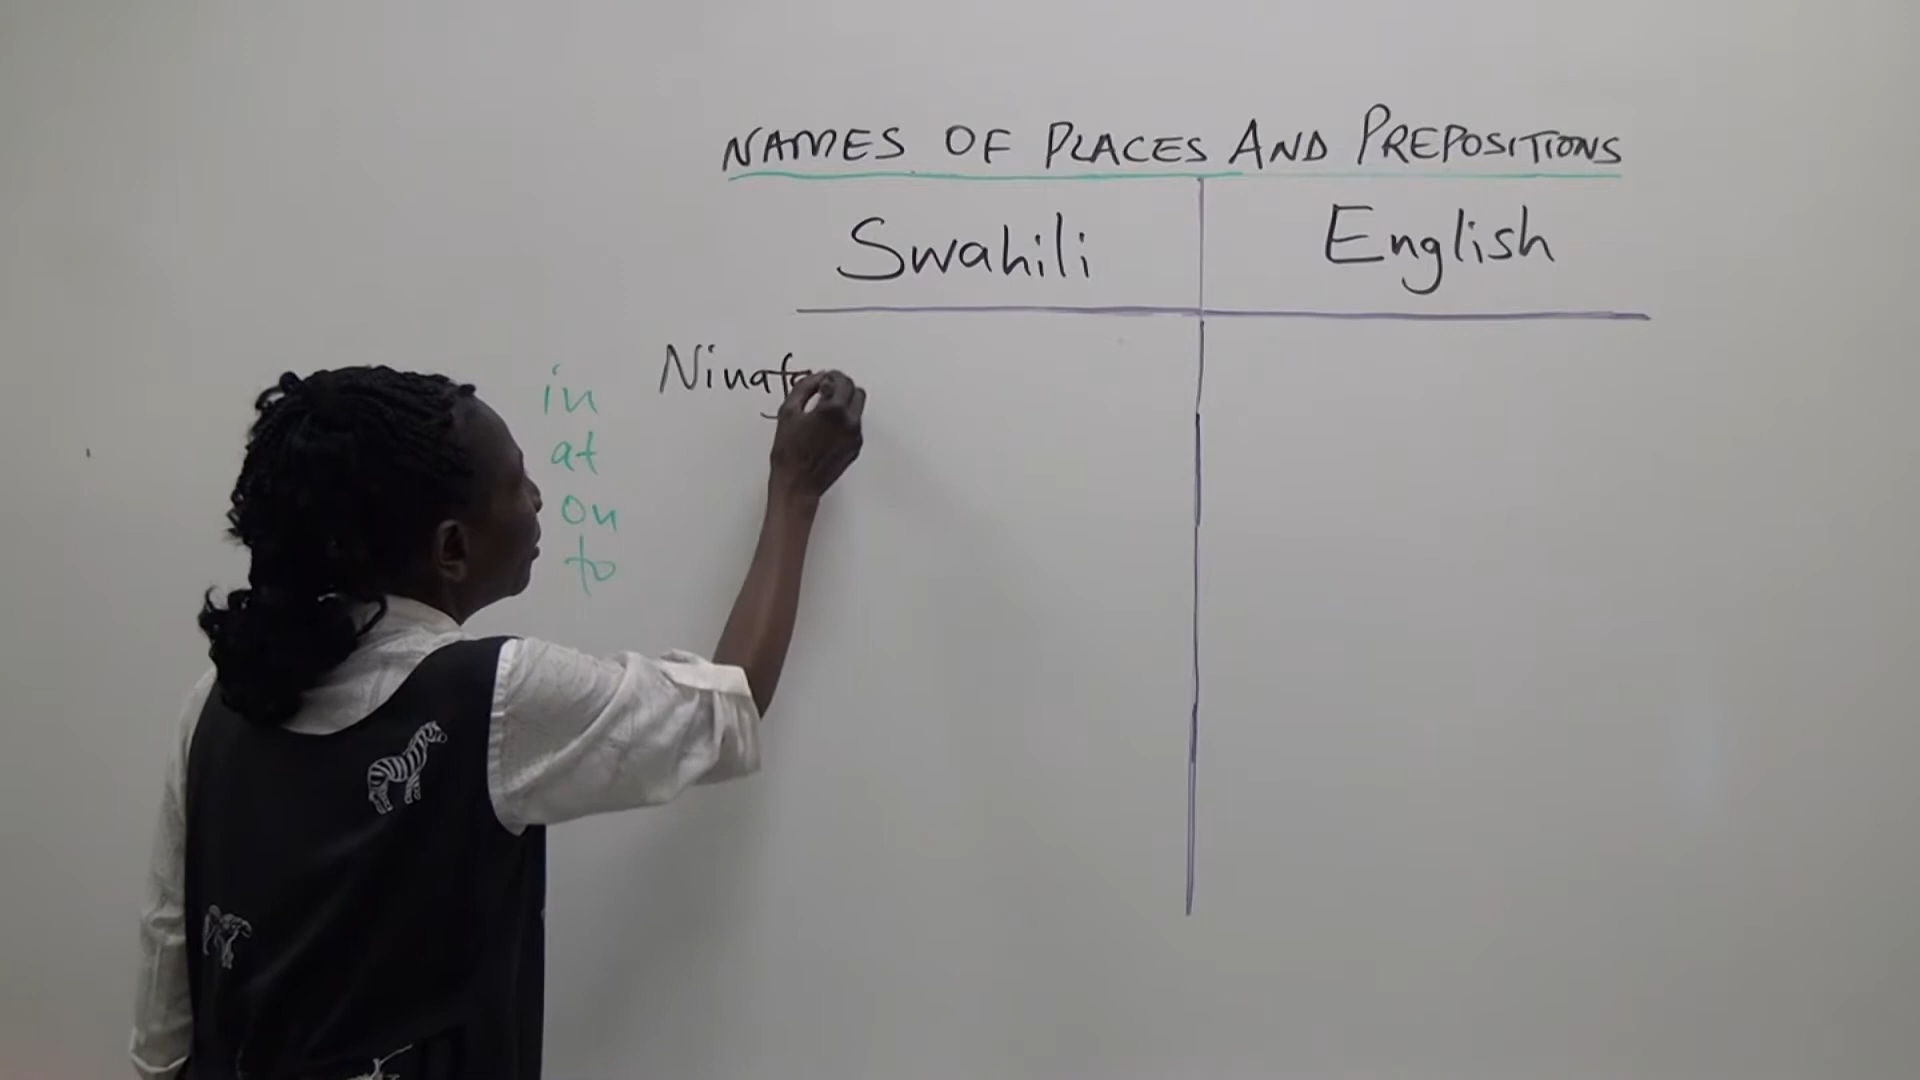 NAMES OF PLACES AND PREPOSITIONS
Swahili English
in
at
on
to